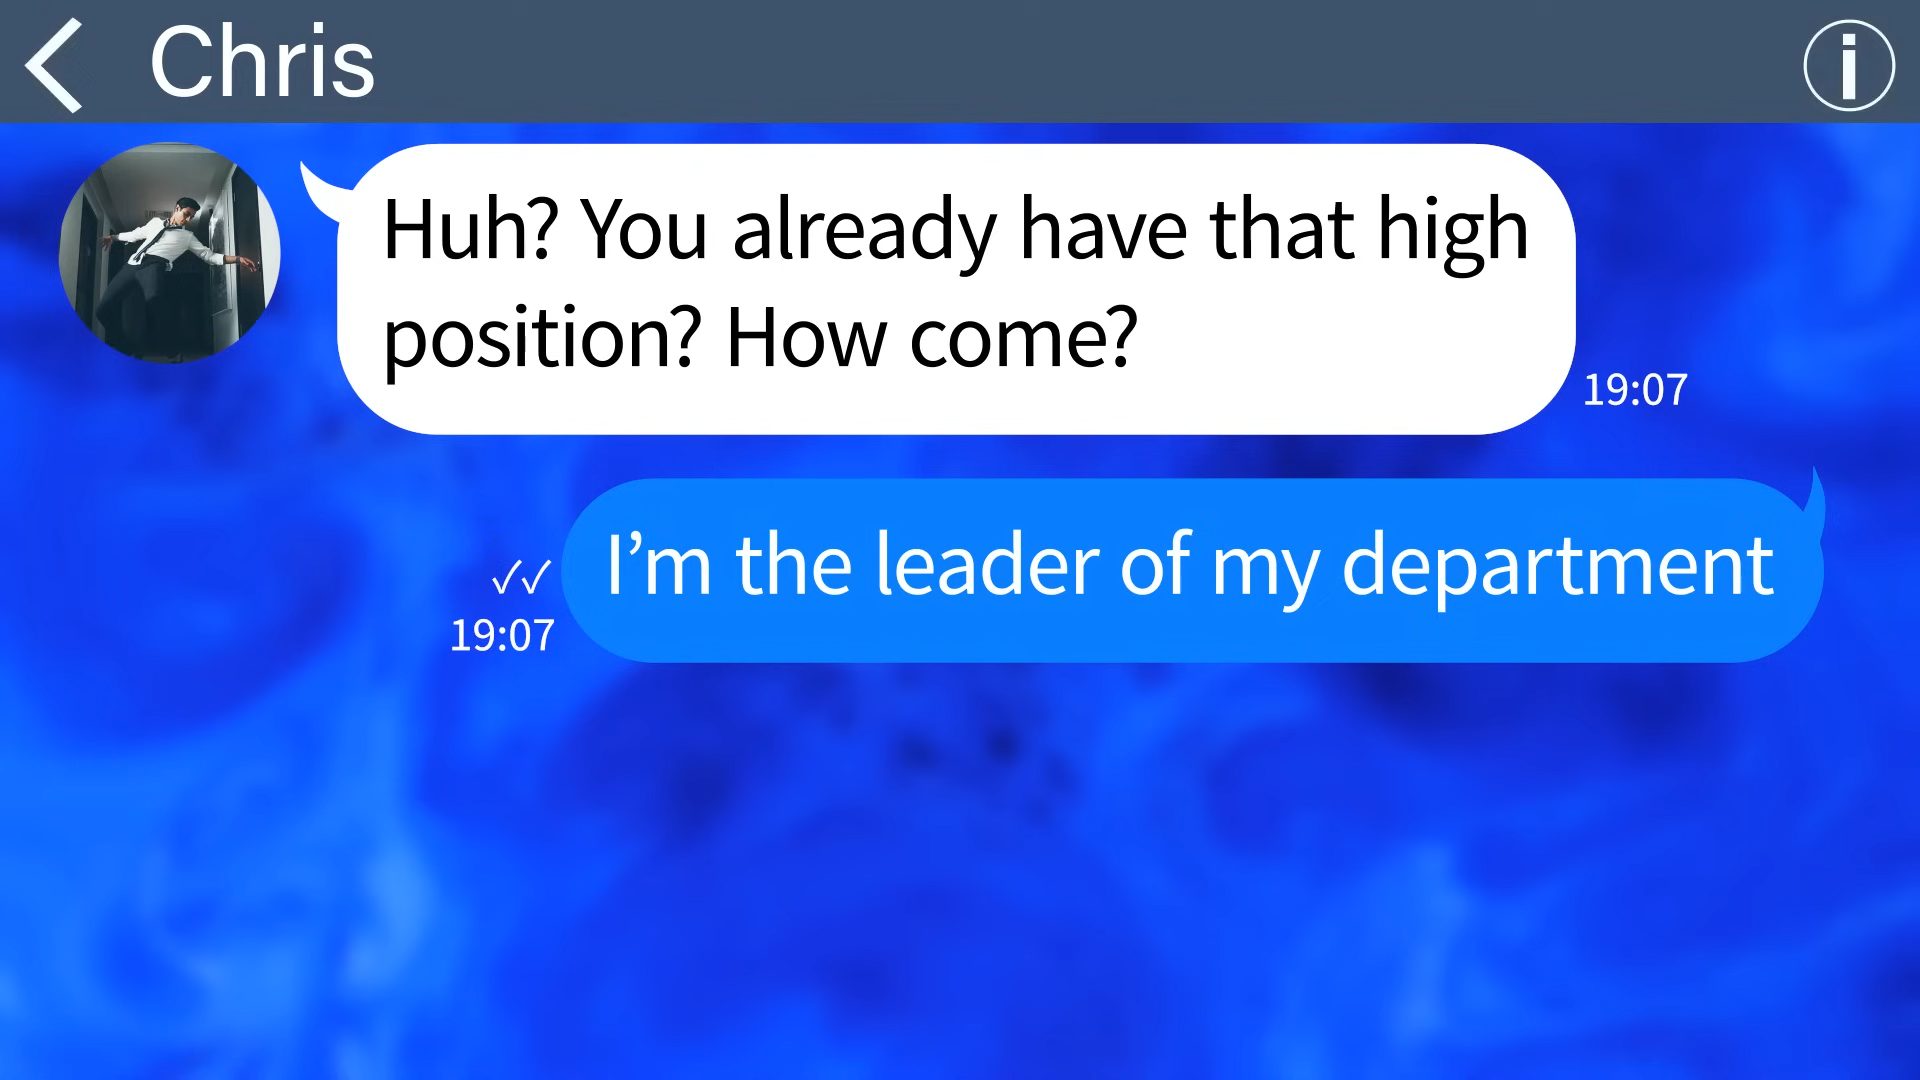 Chris
i
Huh? You already have that high
position? How come?
19:07
I’m the leader of my department
✓✓
19:07